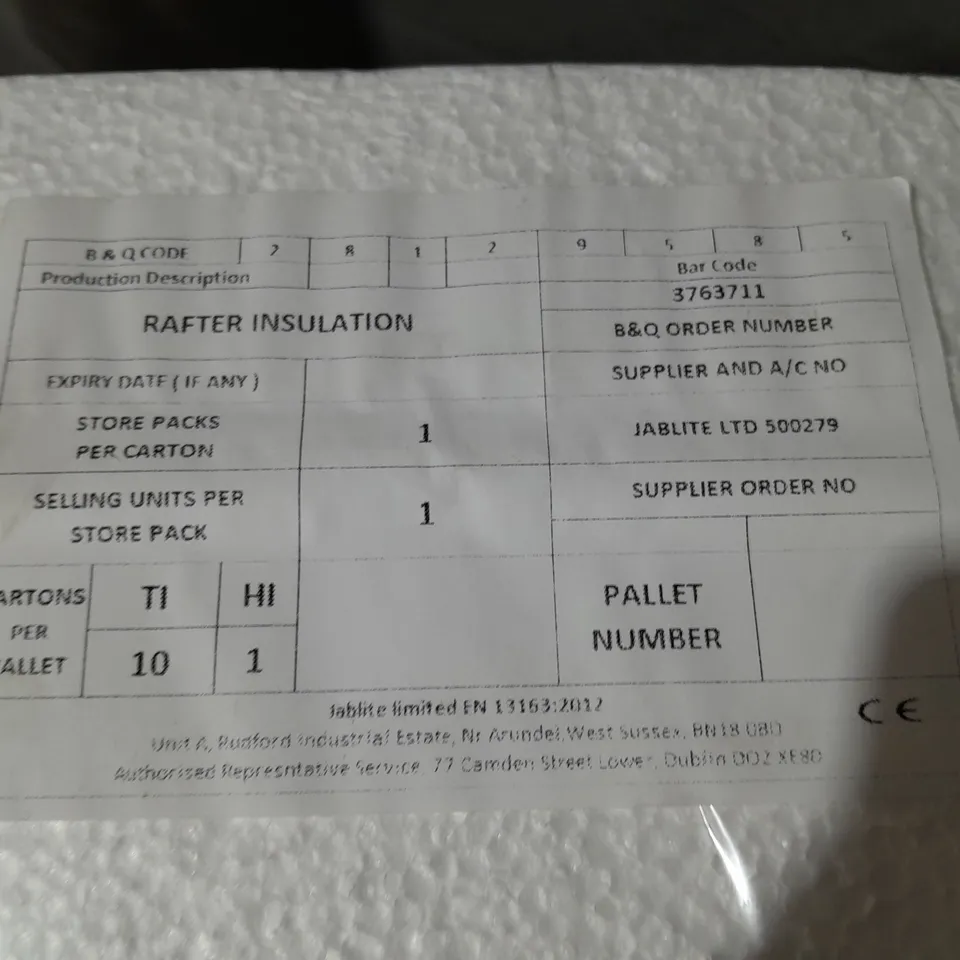 B & Q CODE 2 8 1 2 9 5 8 5
Production Description
Bar Code
3763711
RAFTER INSULATION
B&Q ORDER NUMBER
EXPIRY DATE ( IF ANY )
SUPPLIER AND A/C NO
STORE PACKS
PER CARTON
1
JABLITE LTD 500279
SELLING UNITS PER
STORE PACK
1
SUPPLIER ORDER NO
ARTONS
PER
ALLET
TI
HI
10
1
PALLET
NUMBER
Jablite limited EN 13163:2012
CE
Unit A, Rudford Industrial Estate, Nr Arundel, West Sussex, BN18 0BD
Authorised Represntative Service, 77 Camden Street Lower, Dublin DO2 XE80